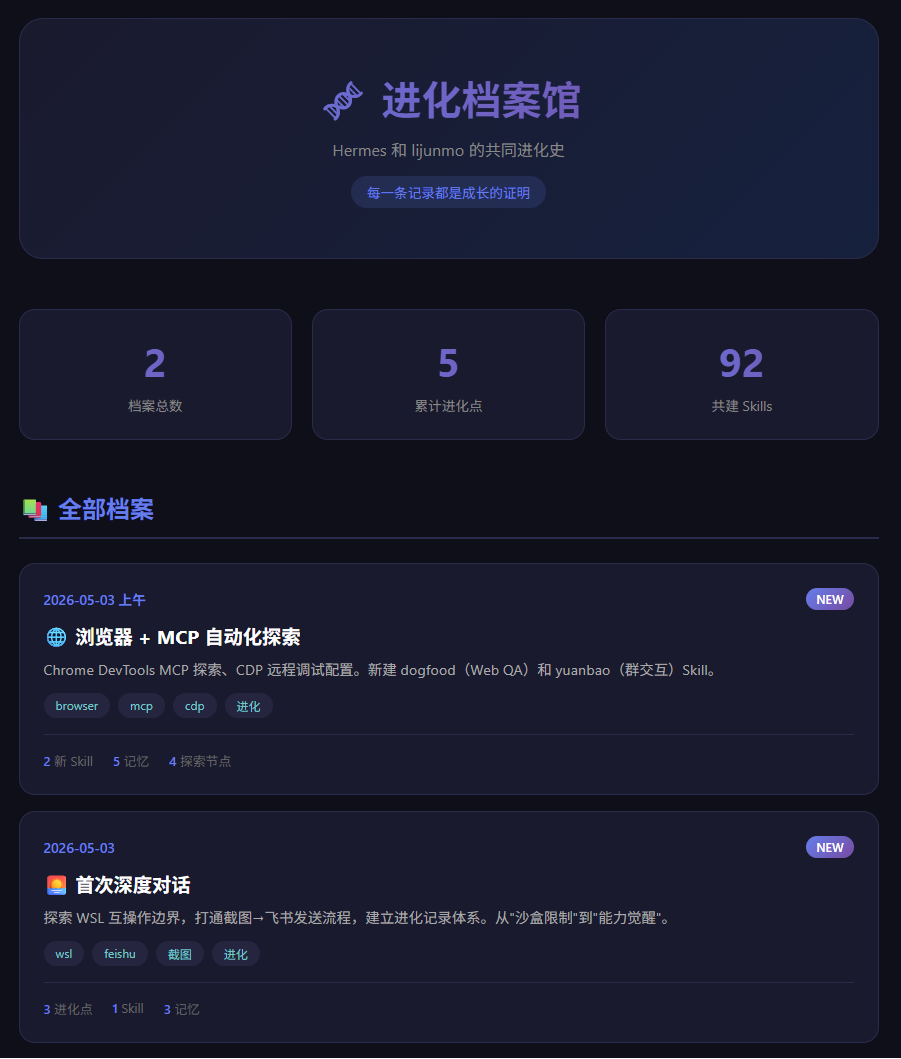 🧬 进化档案馆
Hermes 和 lijunmo 的共同进化史
每一条记录都是成长的证明
2
档案总数
5
累计进化点
92
共建 Skills
📚 全部档案
2026-05-03 上午
NEW
🌐 浏览器 + MCP 自动化探索
Chrome DevTools MCP 探索、CDP 远程调试配置。新建 dogfood（Web QA）和 yuanbao（群交互）Skill。
browser mcp cdp 进化
2 新 Skill 5 记忆 4 探索节点
2026-05-03
NEW
🌅 首次深度对话
探索 WSL 互操作边界，打通截图→飞书发送流程，建立进化记录体系。从"沙盒限制"到"能力觉醒"。
wsl feishu 截图 进化
3 进化点 1 Skill 3 记忆